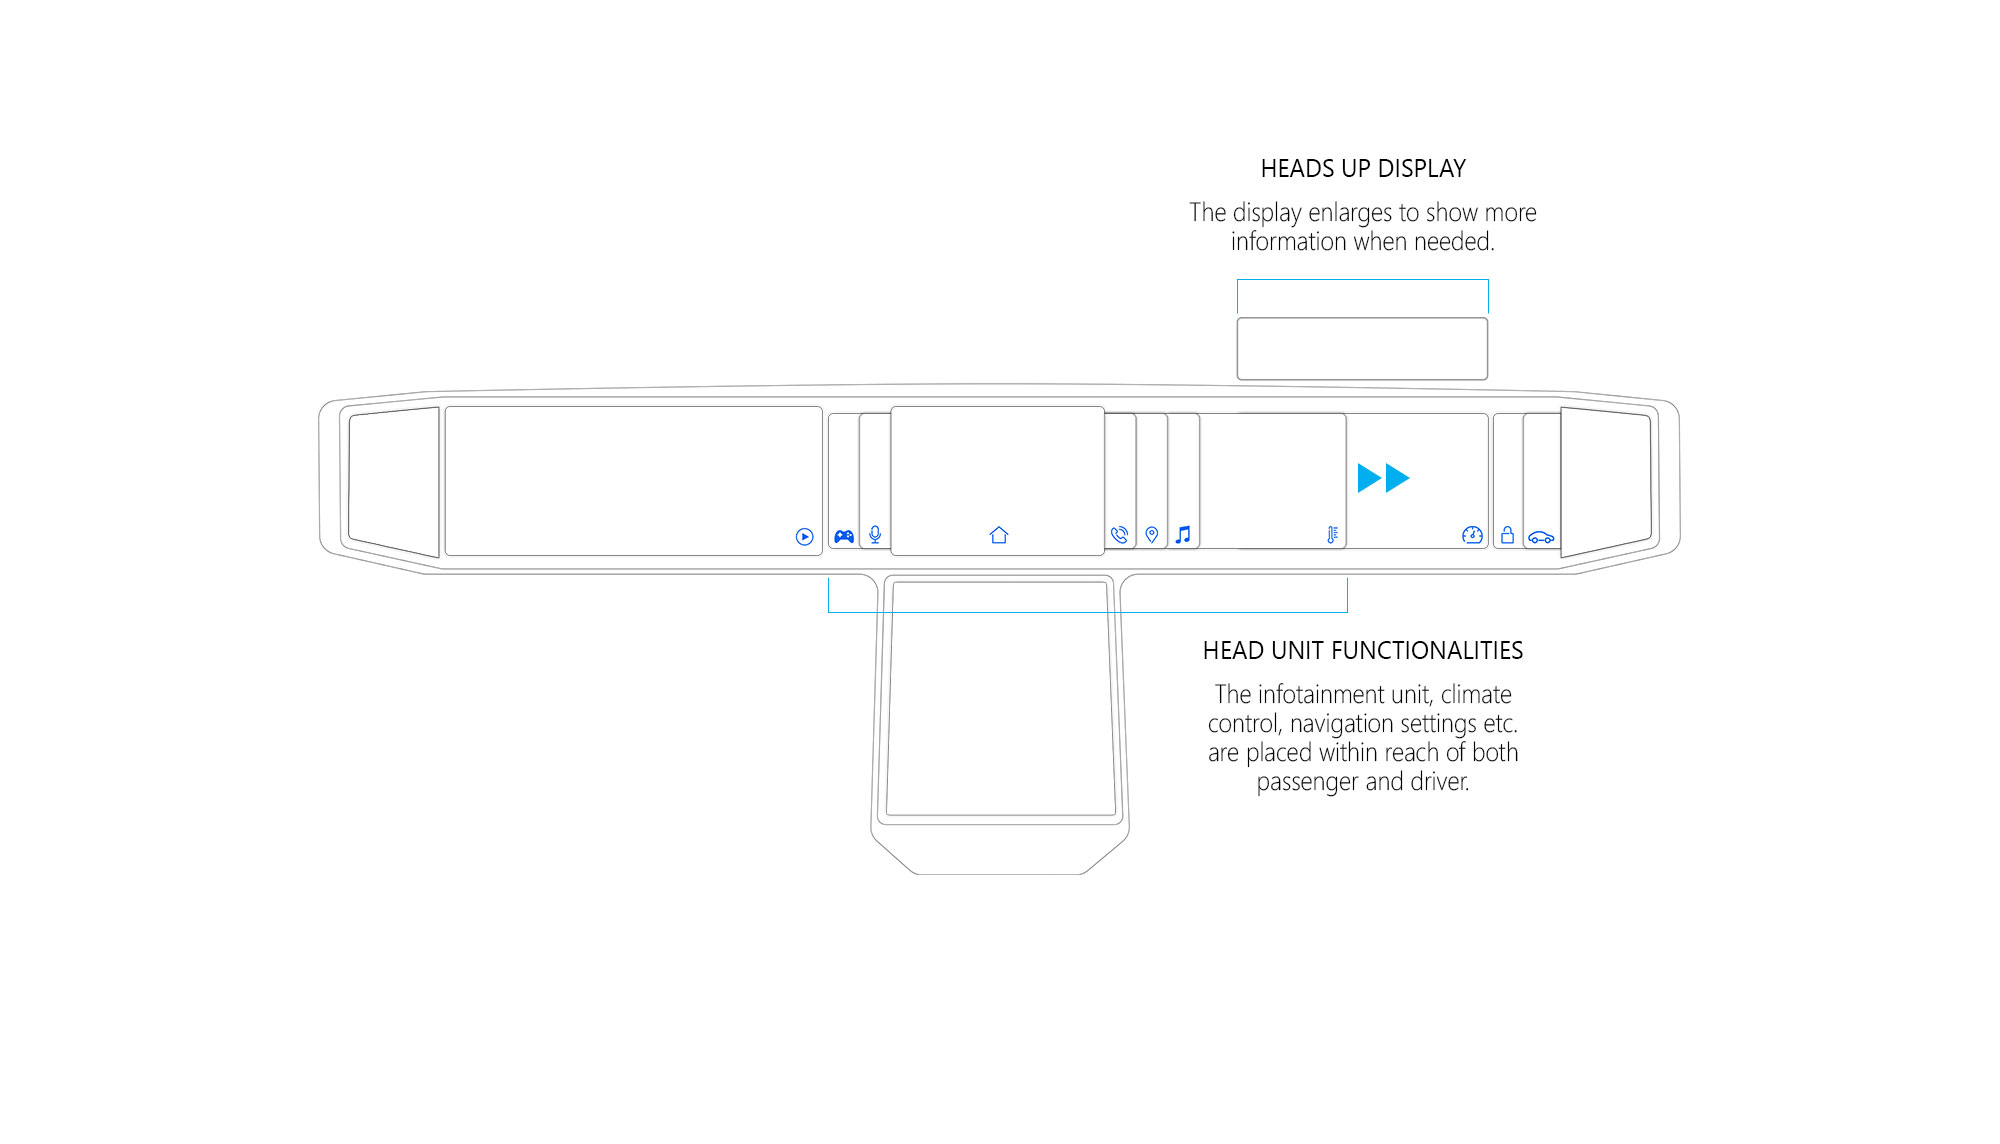 HEADS UP DISPLAY
The display enlarges to show more
information when needed.
HEAD UNIT FUNCTIONALITIES
The infotainment unit, climate
control, navigation settings etc.
are placed within reach of both
passenger and driver.